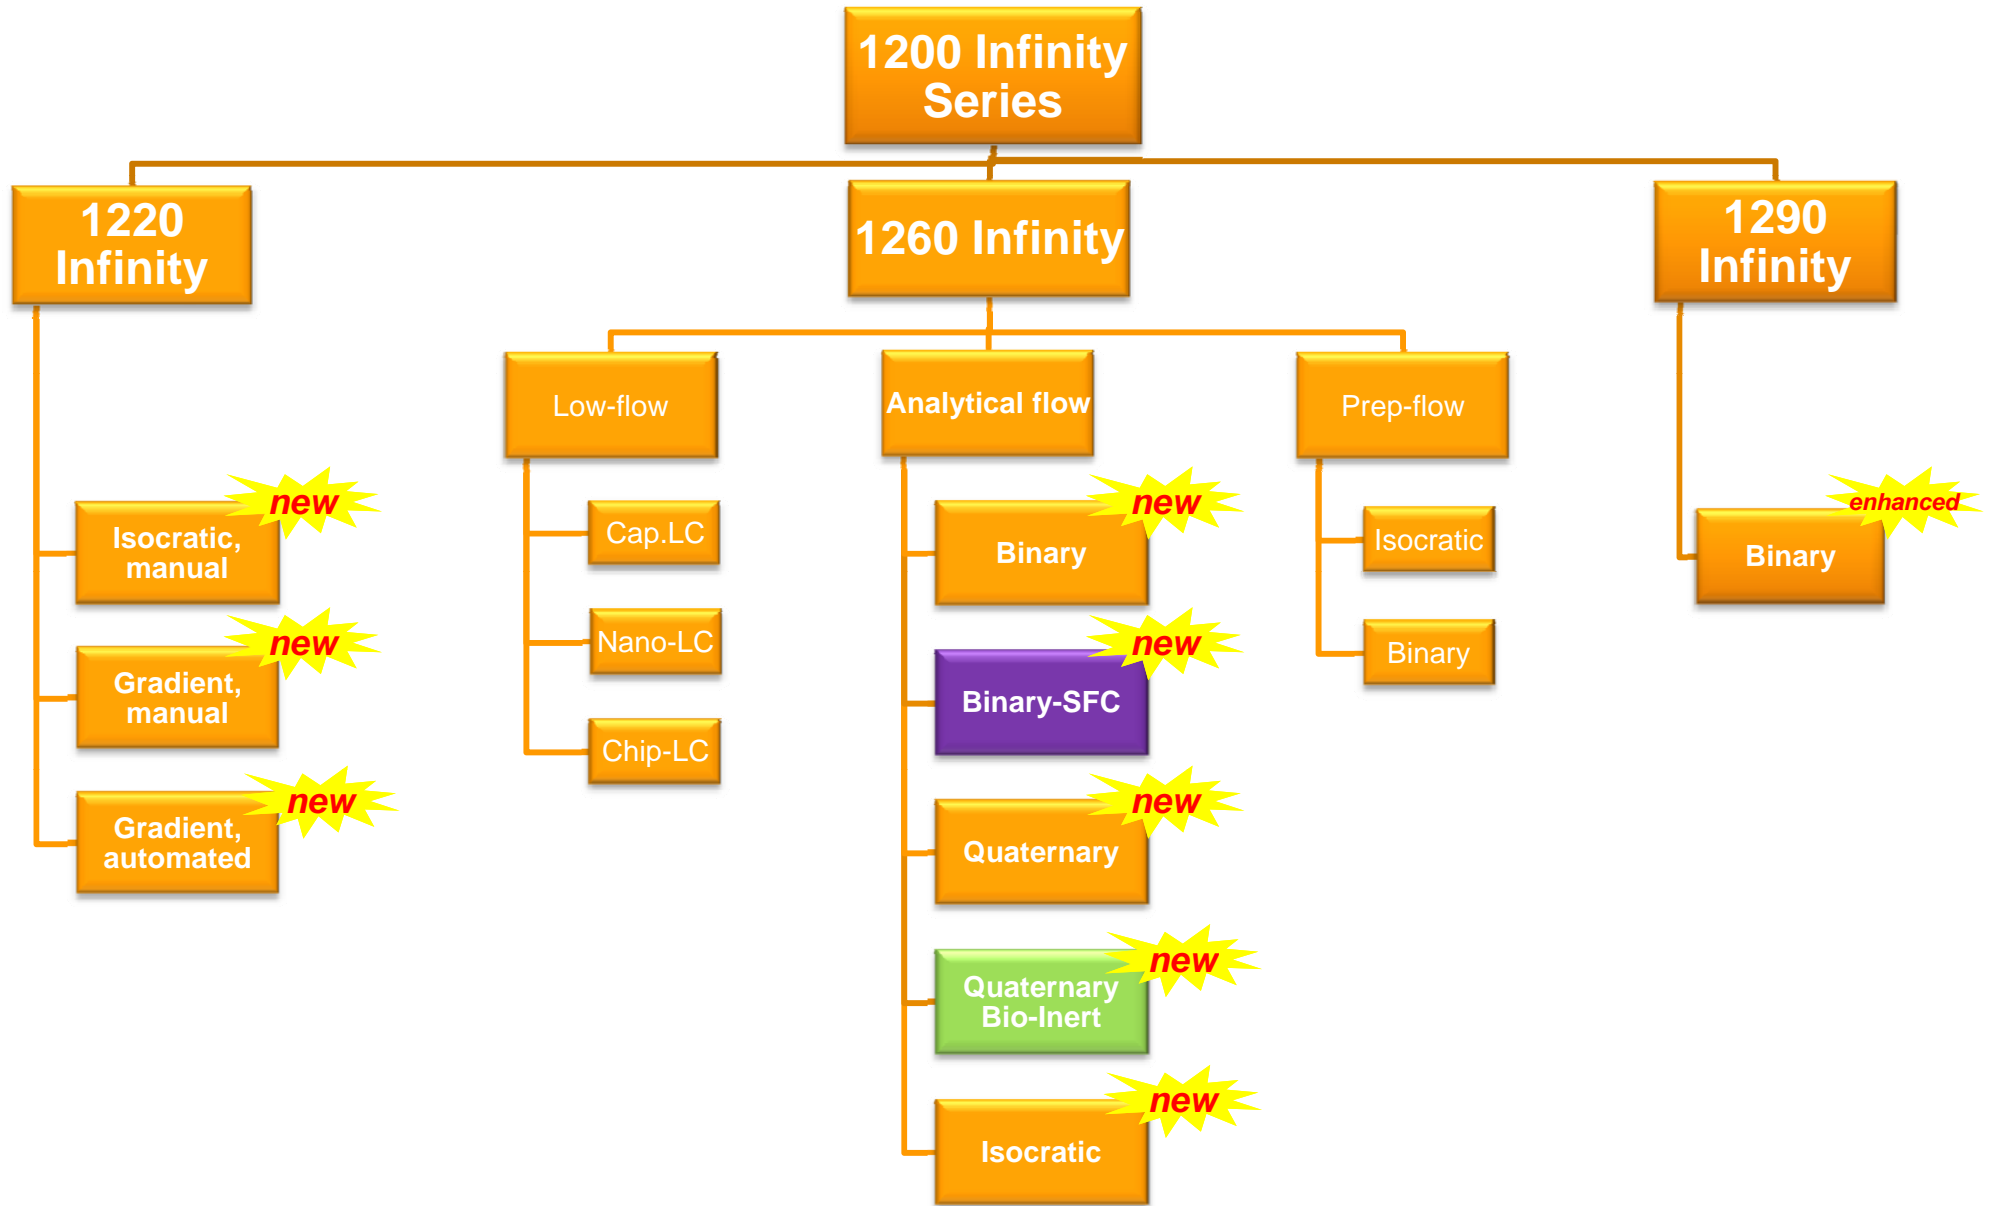 1200 Infinity
Series
1220
Infinity
1260 Infinity
1290
Infinity
Low-flow
Analytical flow
Prep-flow
new
Isocratic,
manual
new
Gradient,
manual
new
Gradient,
automated
Cap.LC
Nano-LC
Chip-LC
new
Binary
new
Binary-SFC
new
Quaternary
new
Quaternary
Bio-Inert
new
Isocratic
Isocratic
Binary
enhanced
Binary